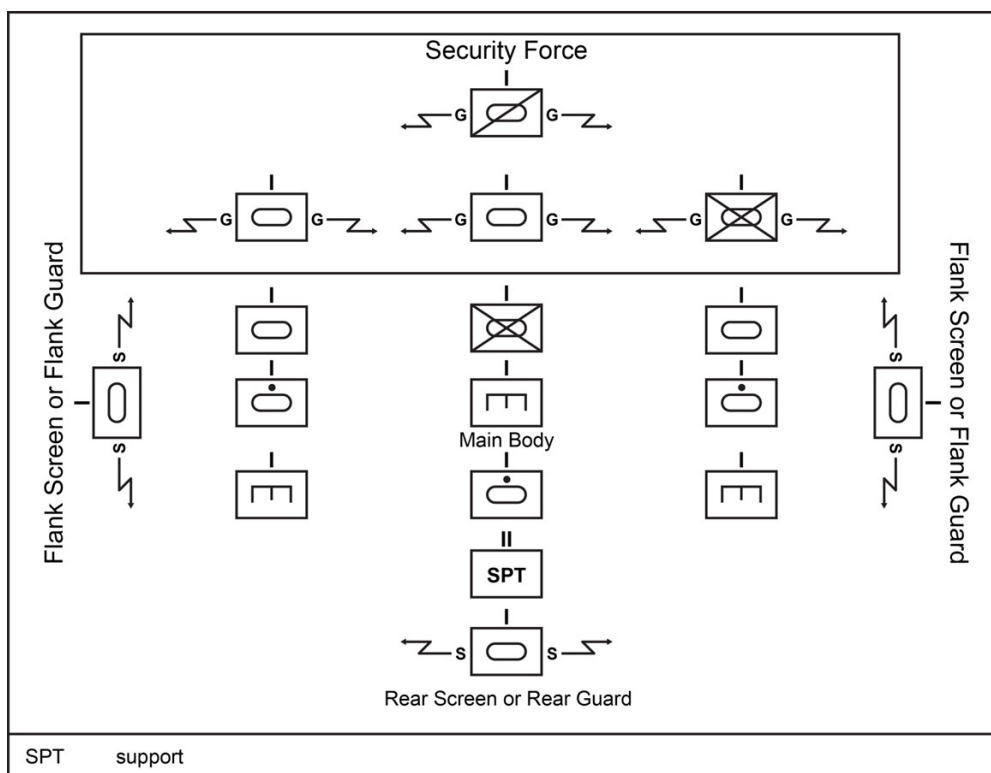 Security Force
G G
G G G G G G
Flank Screen or Flank Guard
Flank Screen or Flank Guard
S S
Main Body
S S
SPT
S S
Rear Screen or Rear Guard
SPT support